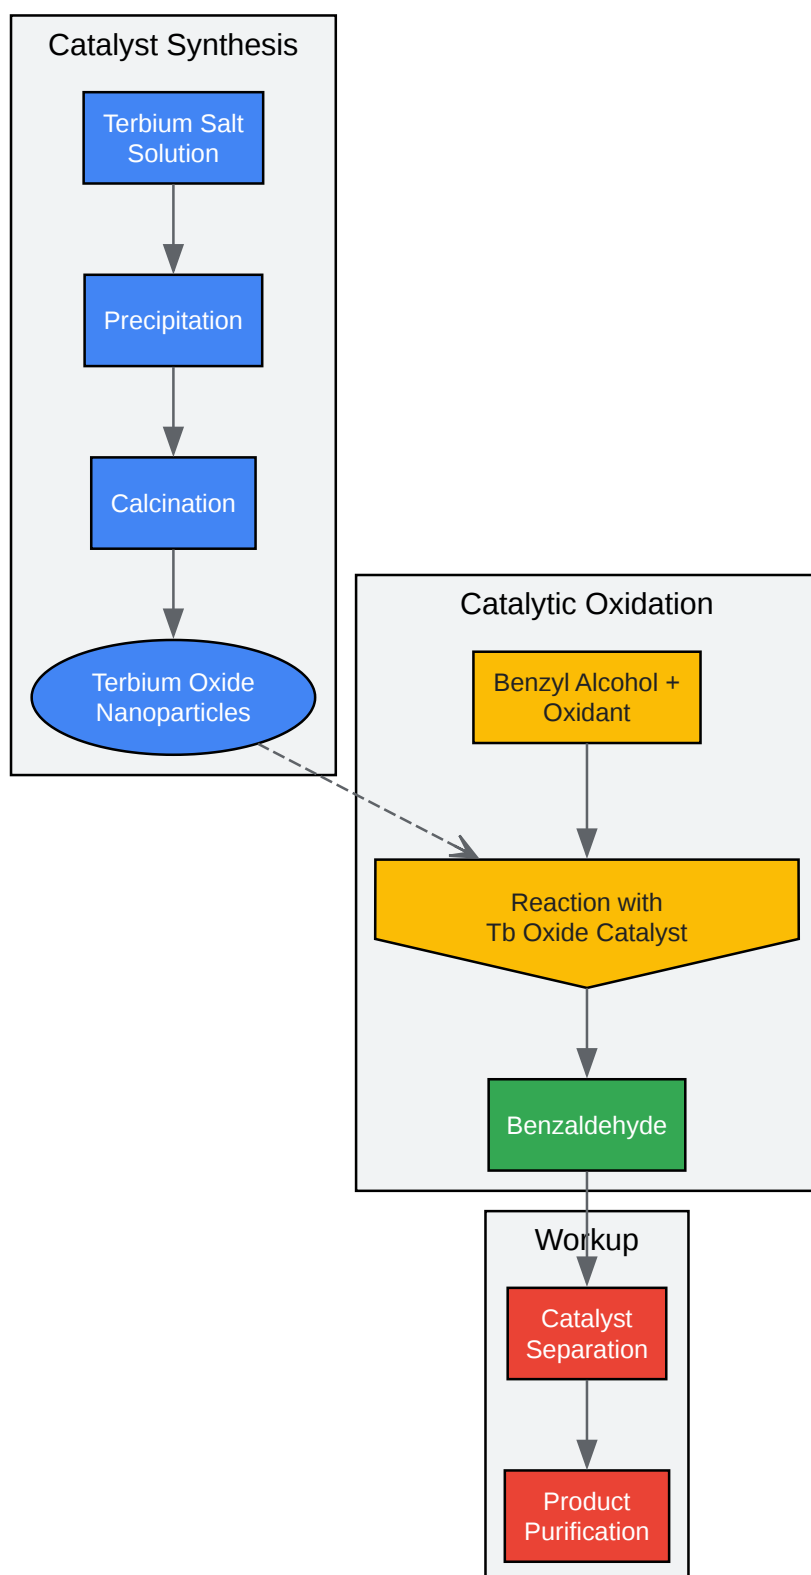 Catalyst Synthesis
Terbium Salt
Solution
Precipitation
Calcination
Terbium Oxide
Nanoparticles
Catalytic Oxidation
Benzyl Alcohol +
Oxidant
Reaction with
Tb Oxide Catalyst
Benzaldehyde
Workup
Catalyst
Separation
Product
Purification